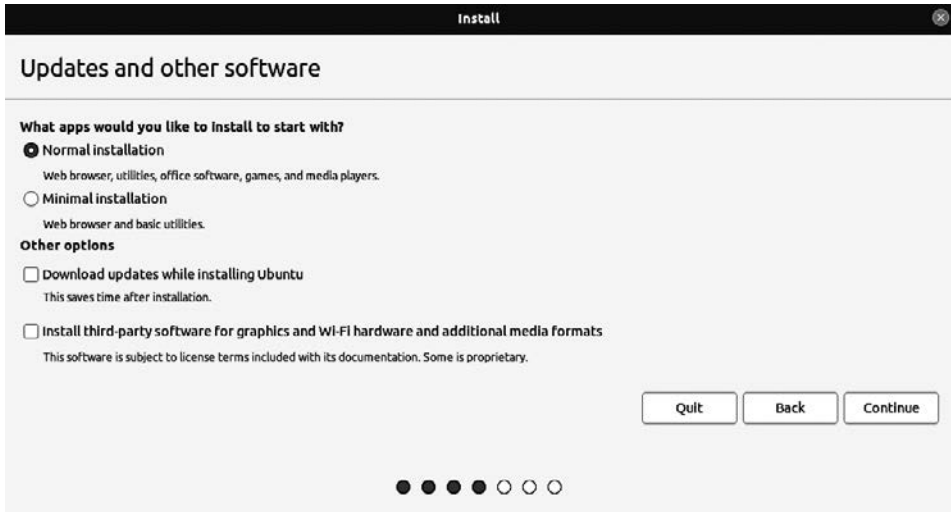 Install
Updates and other software
What apps would you like to install to start with?
Normal installation
Web browser, utilities, office software, games, and media players.
Minimal installation
Web browser and basic utilities.
Other options
Download updates while installing Ubuntu
This saves time after installation.
Install third-party software for graphics and Wi-Fi hardware and additional media formats
This software is subject to license terms included with its documentation. Some is proprietary.
Quit Back Continue